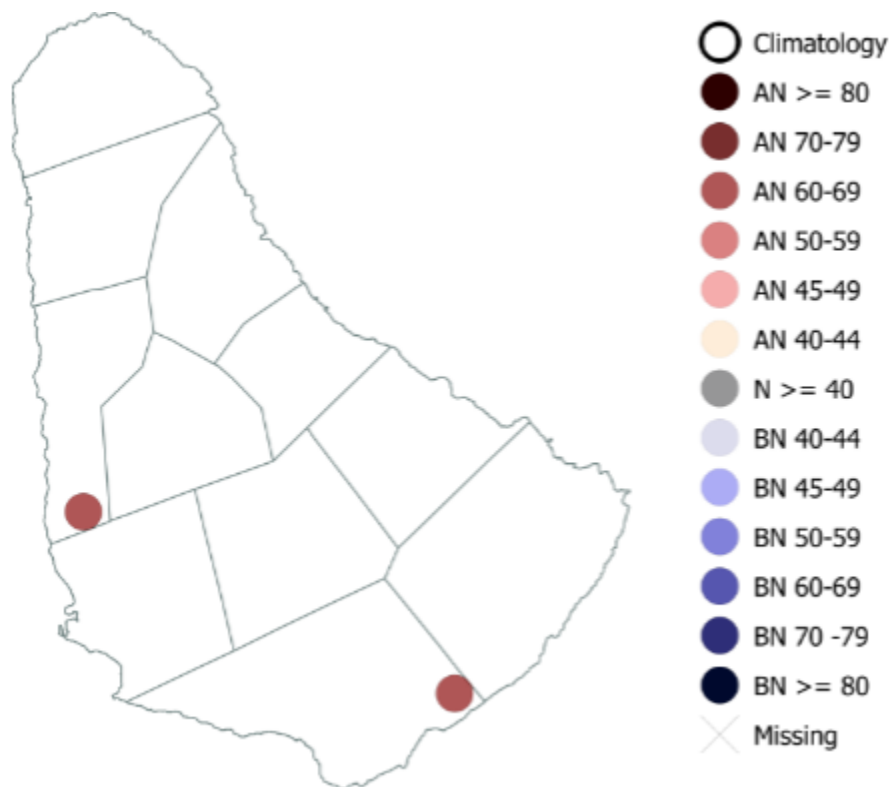 Climatology
AN >= 80
AN 70-79
AN 60-69
AN 50-59
AN 45-49
AN 40-44
N >= 40
BN 40-44
BN 45-49
BN 50-59
BN 60-69
BN 70 -79
BN >= 80
Missing